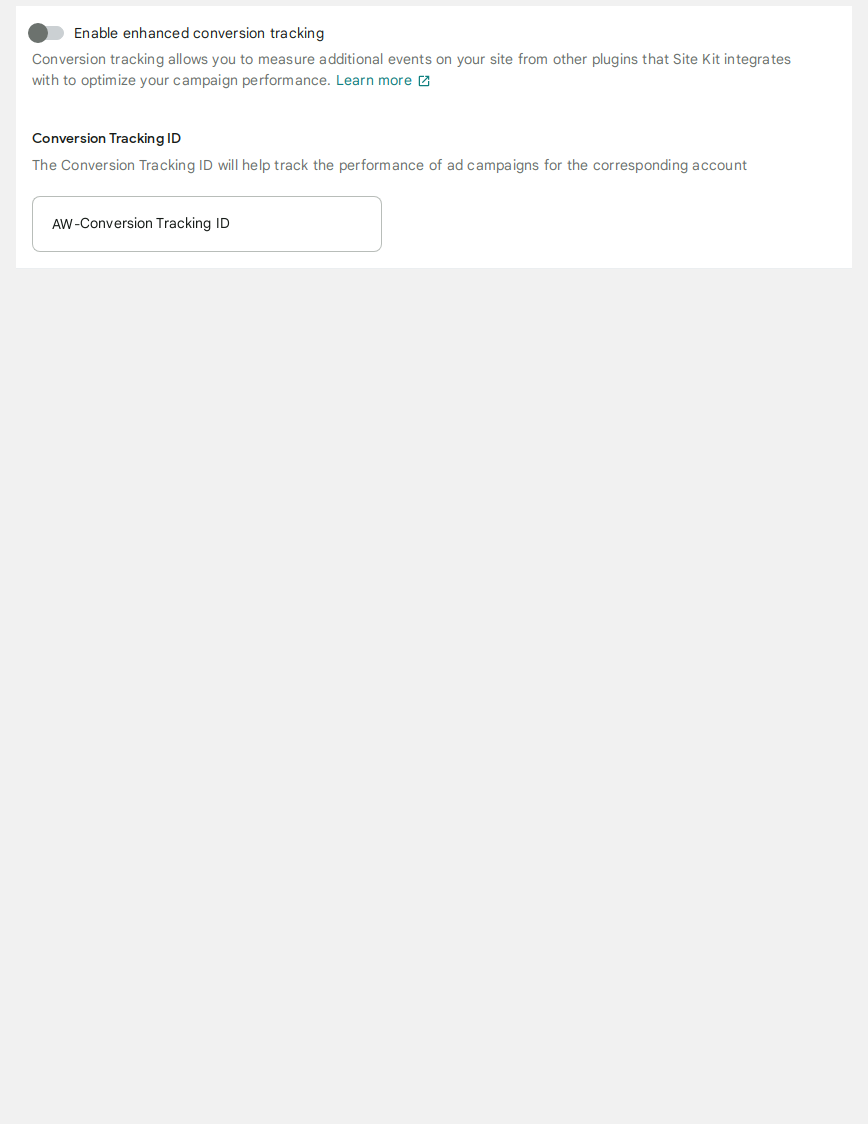 Enable enhanced conversion tracking
Conversion tracking allows you to measure additional events on your site from other plugins that Site Kit integrates
with to optimize your campaign performance. Learn more
Conversion Tracking ID
The Conversion Tracking ID will help track the performance of ad campaigns for the corresponding account
AW-Conversion Tracking ID